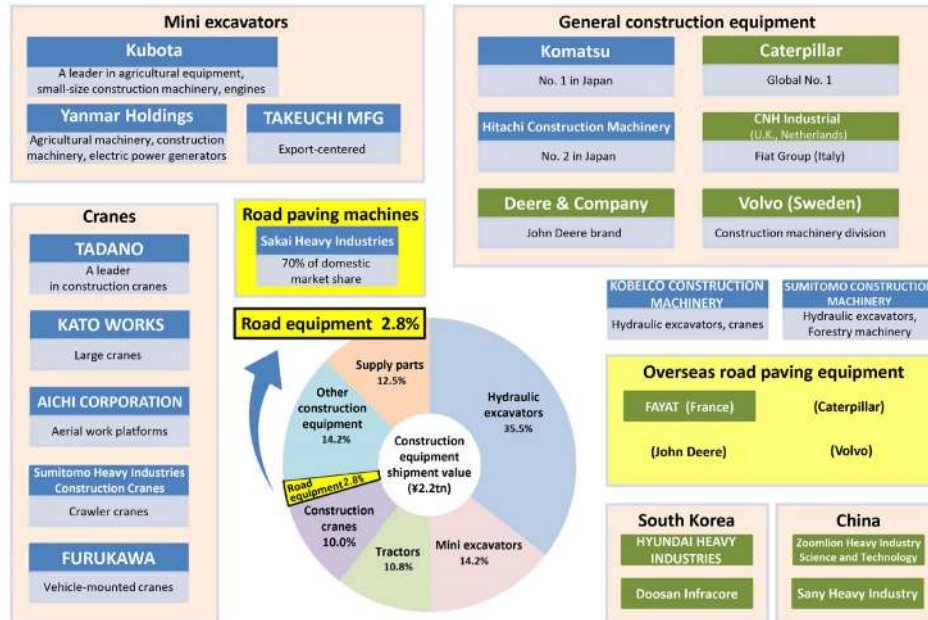 Mini excavators
Kubota
A leader in agricultural equipment,
small-size construction machinery, engines
Yanmar Holdings
Agricultural machinery, construction
machinery, electric power generators
TAKEUCHI MFG
Export-centered
General construction equipment
Komatsu
No. 1 in Japan
Caterpillar
Global No. 1
Hitachi Construction Machinery
No. 2 in Japan
CNH Industrial
(U.K., Netherlands)
Fiat Group (Italy)
Deere & Company
John Deere brand
Volvo (Sweden)
Construction machinery division
Cranes
TADANO
A leader
in construction cranes
KATO WORKS
Large cranes
AICHI CORPORATION
Aerial work platforms
Sumitomo Heavy Industries
Construction Cranes
Crawler cranes
FURUKAWA
Vehicle-mounted cranes
Road paving machines
Sakai Heavy Industries
70% of domestic
market share
Road equipment 2.8%
Supply parts
12.5%
Other
construction
equipment
14.2%
Road
equipment 2.8%
Construction
cranes
10.0%
Tractors
10.8%
Mini excavators
14.2%
Hydraulic
excavators
35.5%
Construction
equipment
shipment value
(¥2.2tn)
KOBELCO CONSTRUCTION
MACHINERY
Hydraulic excavators, cranes
SUMITOMO CONSTRUCTION
MACHINERY
Hydraulic excavators,
Forestry machinery
Overseas road paving equipment
FAYAT (France)
(Caterpillar)
(John Deere)
(Volvo)
South Korea
HYUNDAI HEAVY
INDUSTRIES
Doosan Infracore
China
Zoomlion Heavy Industry
Science and Technology
Sany Heavy Industry